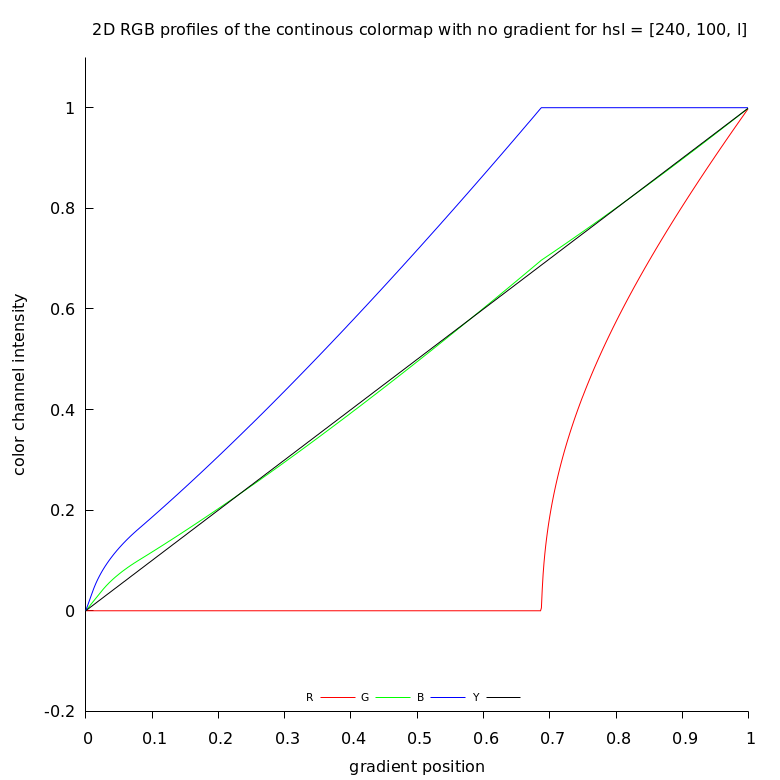 2D RGB profiles of the continous colormap with no gradient for hsl = [240, 100, l]
1
0.8
0.6
0.4
0.2
0
-0.2
color channel intensity
R G B Y
0 0.1 0.2 0.3 0.4 0.5 0.6 0.7 0.8 0.9 1
gradient position